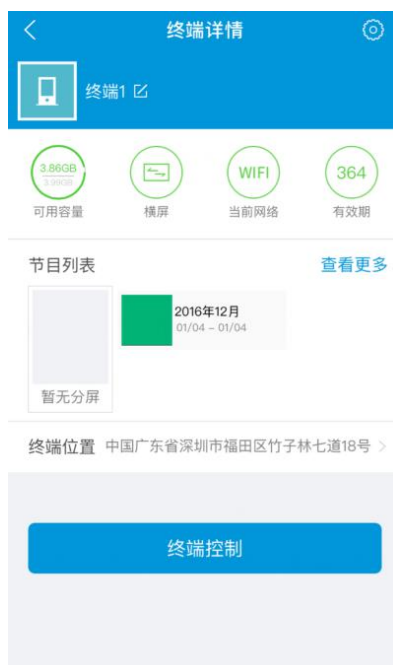 终端详情
终端1
3.86GB
3.98GB
WIFI
364
可用容量
横屏
当前网络
有效期
节目列表
查看更多
2016年12月
01/04 – 01/04
暂无分屏
终端位置 中国广东省深圳市福田区竹子林七道18号
终端控制